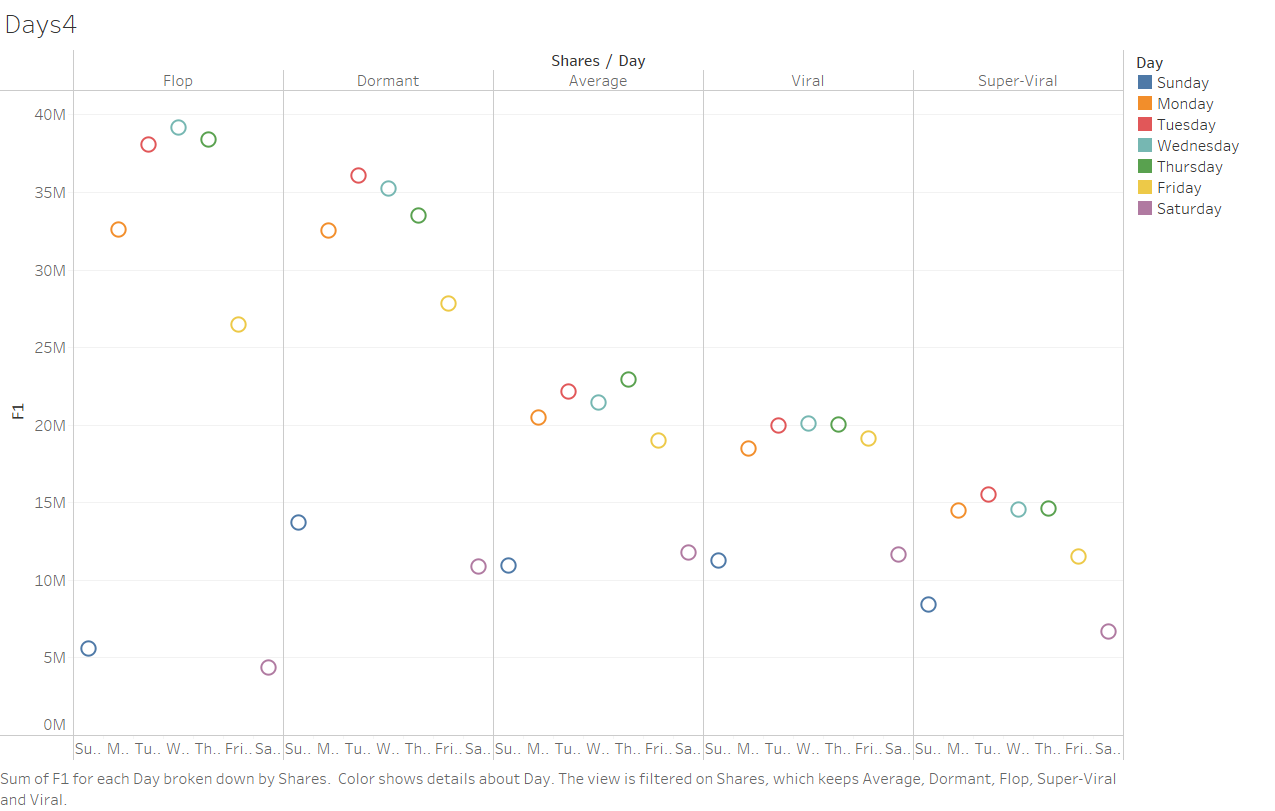 Days4
Shares / Day
Flop Dormant Average Viral Super-Viral
40M
35M
30M
25M
20M
15M
10M
5M
0M
F1
Su.. M.. Tu.. W.. Th.. Fri.. Sa.. Su.. M.. Tu.. W.. Th.. Fri.. Sa.. Su.. M.. Tu.. W.. Th.. Fri.. Sa.. Su.. M.. Tu.. W.. Th.. Fri.. Sa.. Su.. M.. Tu.. W.. Th.. Fri.. Sa..
Day
Sunday
Monday
Tuesday
Wednesday
Thursday
Friday
Saturday
Sum of F1 for each Day broken down by Shares.  Color shows details about Day. The view is filtered on Shares, which keeps Average, Dormant, Flop, Super-Viral
and Viral.